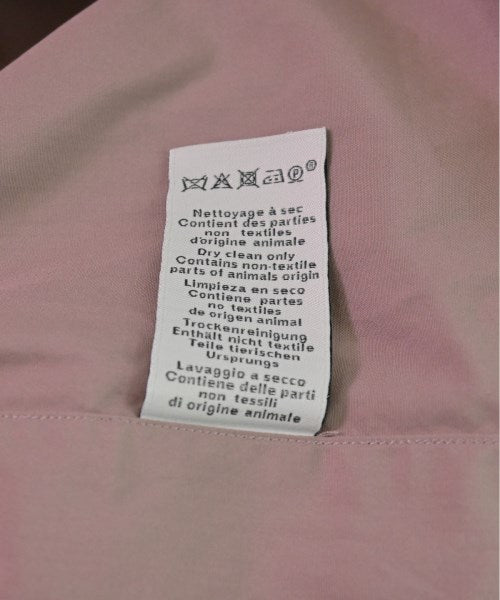 Nettoyage à sec
Contient des parties
non textiles
d'origine animale
Dry clean only
Contains non-textile
parts of animals origin
Limpieza en seco
Contiene partes
no textiles
de origen animal
Trockenreinigung
Enthält nicht textile
Teile tierischen
Ursprungs
Lavaggio a secco
Contiene delle parti
non tessili
di origine animale